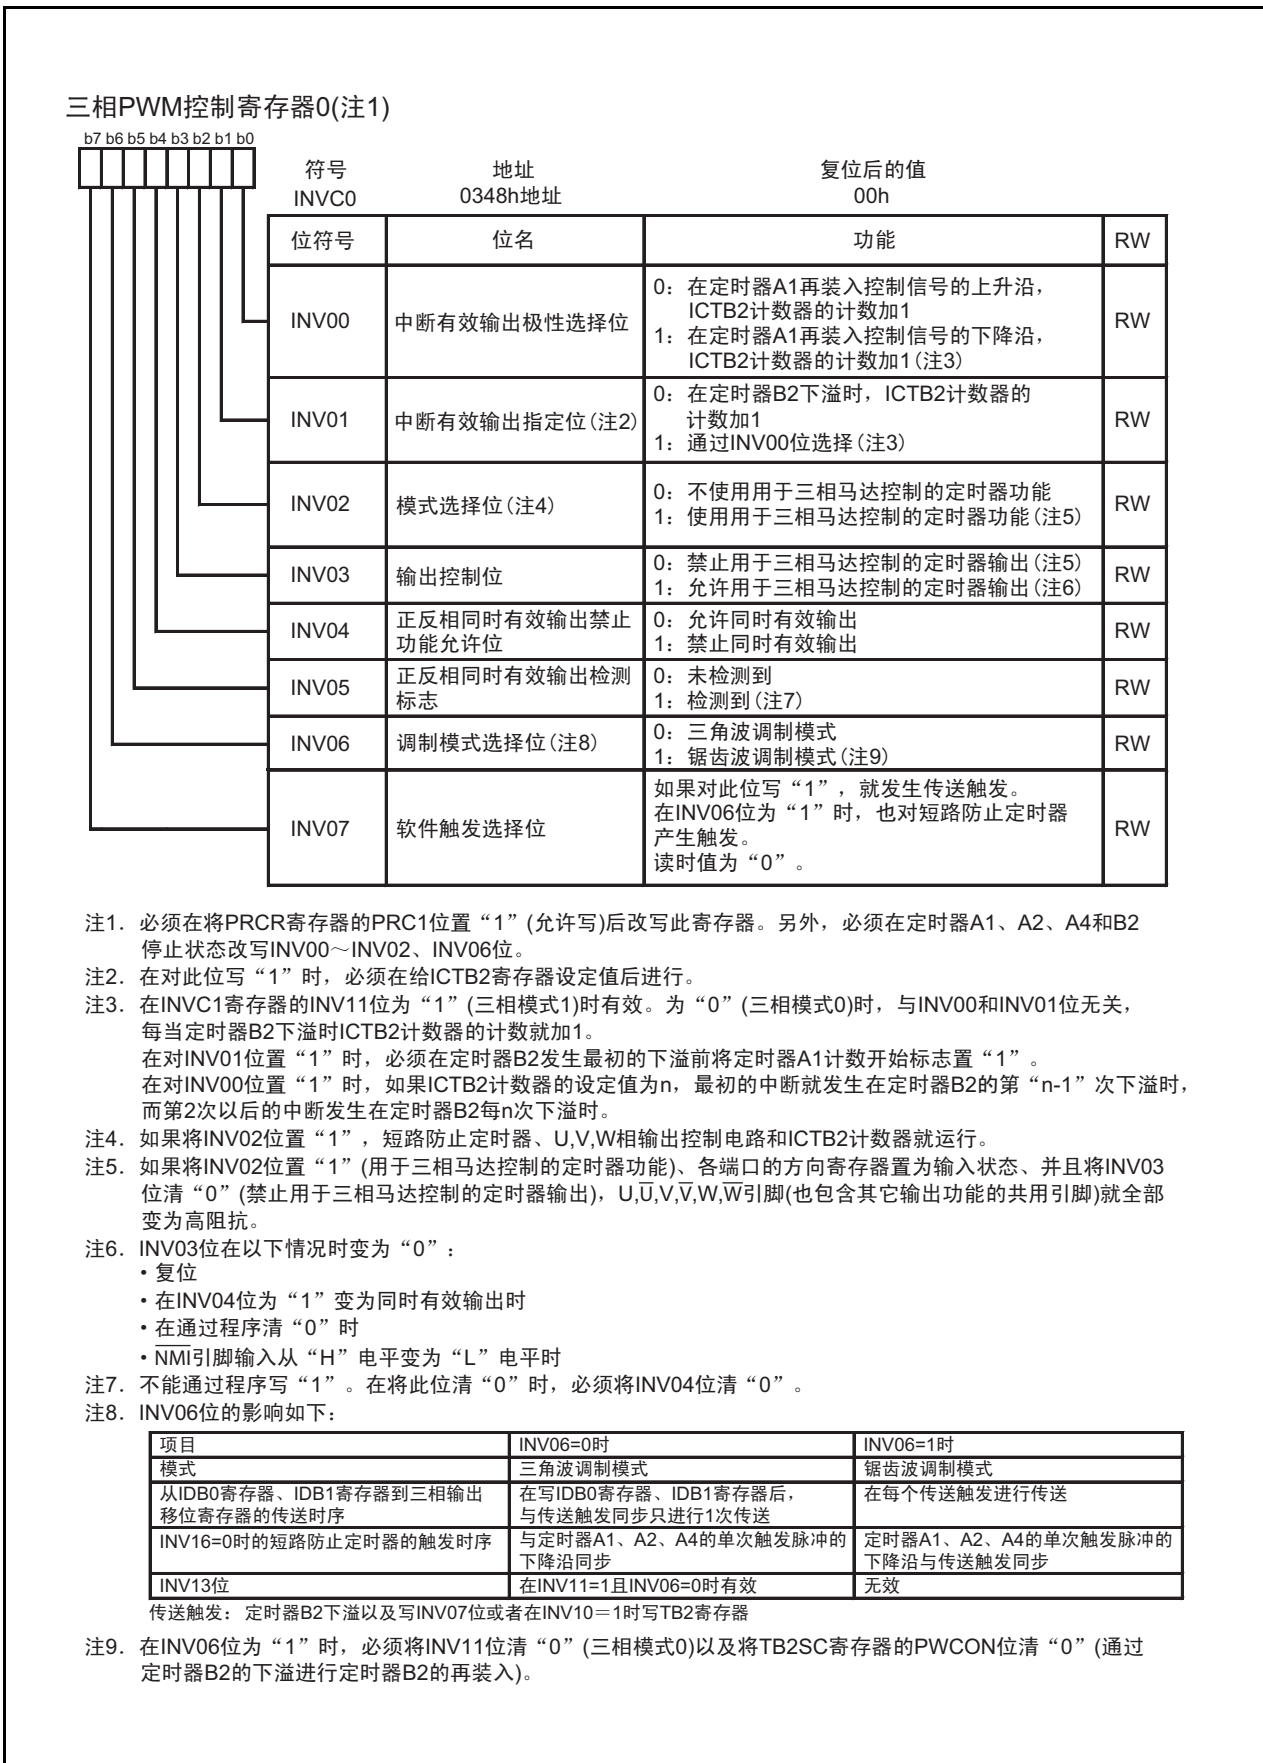 三相PWM控制寄存器0(注1)
b7 b6 b5 b4 b3 b2 b1 b0
符号 地址 复位后的值
INVC0 0348h地址 00h
位符号 位名 功能 RW
INV00 中断有效输出极性选择位 0：在定时器A1再装入控制信号的上升沿，
ICTB2计数器的计数加1
1：在定时器A1再装入控制信号的下降沿，
ICTB2计数器的计数加1(注3)
RW
INV01 中断有效输出指定位(注2) 0：在定时器B2下溢时，ICTB2计数器的
计数加1
1：通过INV00位选择(注3)
RW
INV02 模式选择位(注4) 0：不使用用于三相马达控制的定时器功能
1：使用用于三相马达控制的定时器功能(注5)
RW
INV03 输出控制位 0：禁止用于三相马达控制的定时器输出(注5)
1：允许用于三相马达控制的定时器输出(注6)
RW
INV04 正反相同时有效输出禁止
功能允许位
0：允许同时有效输出
1：禁止同时有效输出
RW
INV05 正反相同时有效输出检测
标志
0：未检测到
1：检测到(注7)
RW
INV06 调制模式选择位(注8) 0：三角波调制模式
1：锯齿波调制模式(注9)
RW
INV07 软件触发选择位 如果对此位写“1”，就发生传送触发。
在INV06位为“1”时，也对短路防止定时器
产生触发。
读时值为“0”。
RW
注1．必须在将PRCR寄存器的PRC1位置“1”(允许写)后改写此寄存器。另外，必须在定时器A1、A2、A4和B2
停止状态改写INV00～INV02、INV06位。
注2．在对此位写“1”时，必须在给ICTB2寄存器设定值后进行。
注3．在INVC1寄存器的INV11位为“1”(三相模式1)时有效。为“0”(三相模式0)时，与INV00和INV01位无关，
每当定时器B2下溢时ICTB2计数器的计数就加1。
在对INV01位置“1”时，必须在定时器B2发生最初的下溢前将定时器A1计数开始标志置“1”。
在对INV00位置“1”时，如果ICTB2计数器的设定值为n，最初的中断就发生在定时器B2的第“n-1”次下溢时，
而第2次以后的中断发生在定时器B2每n次下溢时。
注4．如果将INV02位置“1”，短路防止定时器、U,V,W相输出控制电路和ICTB2计数器就运行。
注5．如果将INV02位置“1”(用于三相马达控制的定时器功能)、各端口的方向寄存器置为输入状态、并且将INV03
位清“0”(禁止用于三相马达控制的定时器输出)，U,U̅,V,V̅,W,W̅引脚(也包含其它输出功能的共用引脚)就全部
变为高阻抗。
注6．INV03位在以下情况时变为“0”：
・复位
・在INV04位为“1”变为同时有效输出时
・在通过程序清“0”时
・N̅M̅I̅引脚输入从“H”电平变为“L”电平时
注7．不能通过程序写“1”。在将此位清“0”时，必须将INV04位清“0”。
注8．INV06位的影响如下：
项目 INV06=0时 INV06=1时
模式 三角波调制模式 锯齿波调制模式
从IDB0寄存器、IDB1寄存器到三相输出
移位寄存器的传送时序
在写IDB0寄存器、IDB1寄存器后，
与传送触发同步只进行1次传送
在每个传送触发进行传送
INV16=0时的短路防止定时器的触发时序 与定时器A1、A2、A4的单次触发脉冲的
下降沿同步
定时器A1、A2、A4的单次触发脉冲的
下降沿与传送触发同步
INV13位 在INV11=1且INV06=0时有效 无效
传送触发：定时器B2下溢以及写INV07位或者在INV10＝1时写TB2寄存器
注9．在INV06位为“1”时，必须将INV11位清“0”(三相模式0)以及将TB2SC寄存器的PWCON位清“0”(通过
定时器B2的下溢进行定时器B2的再装入)。